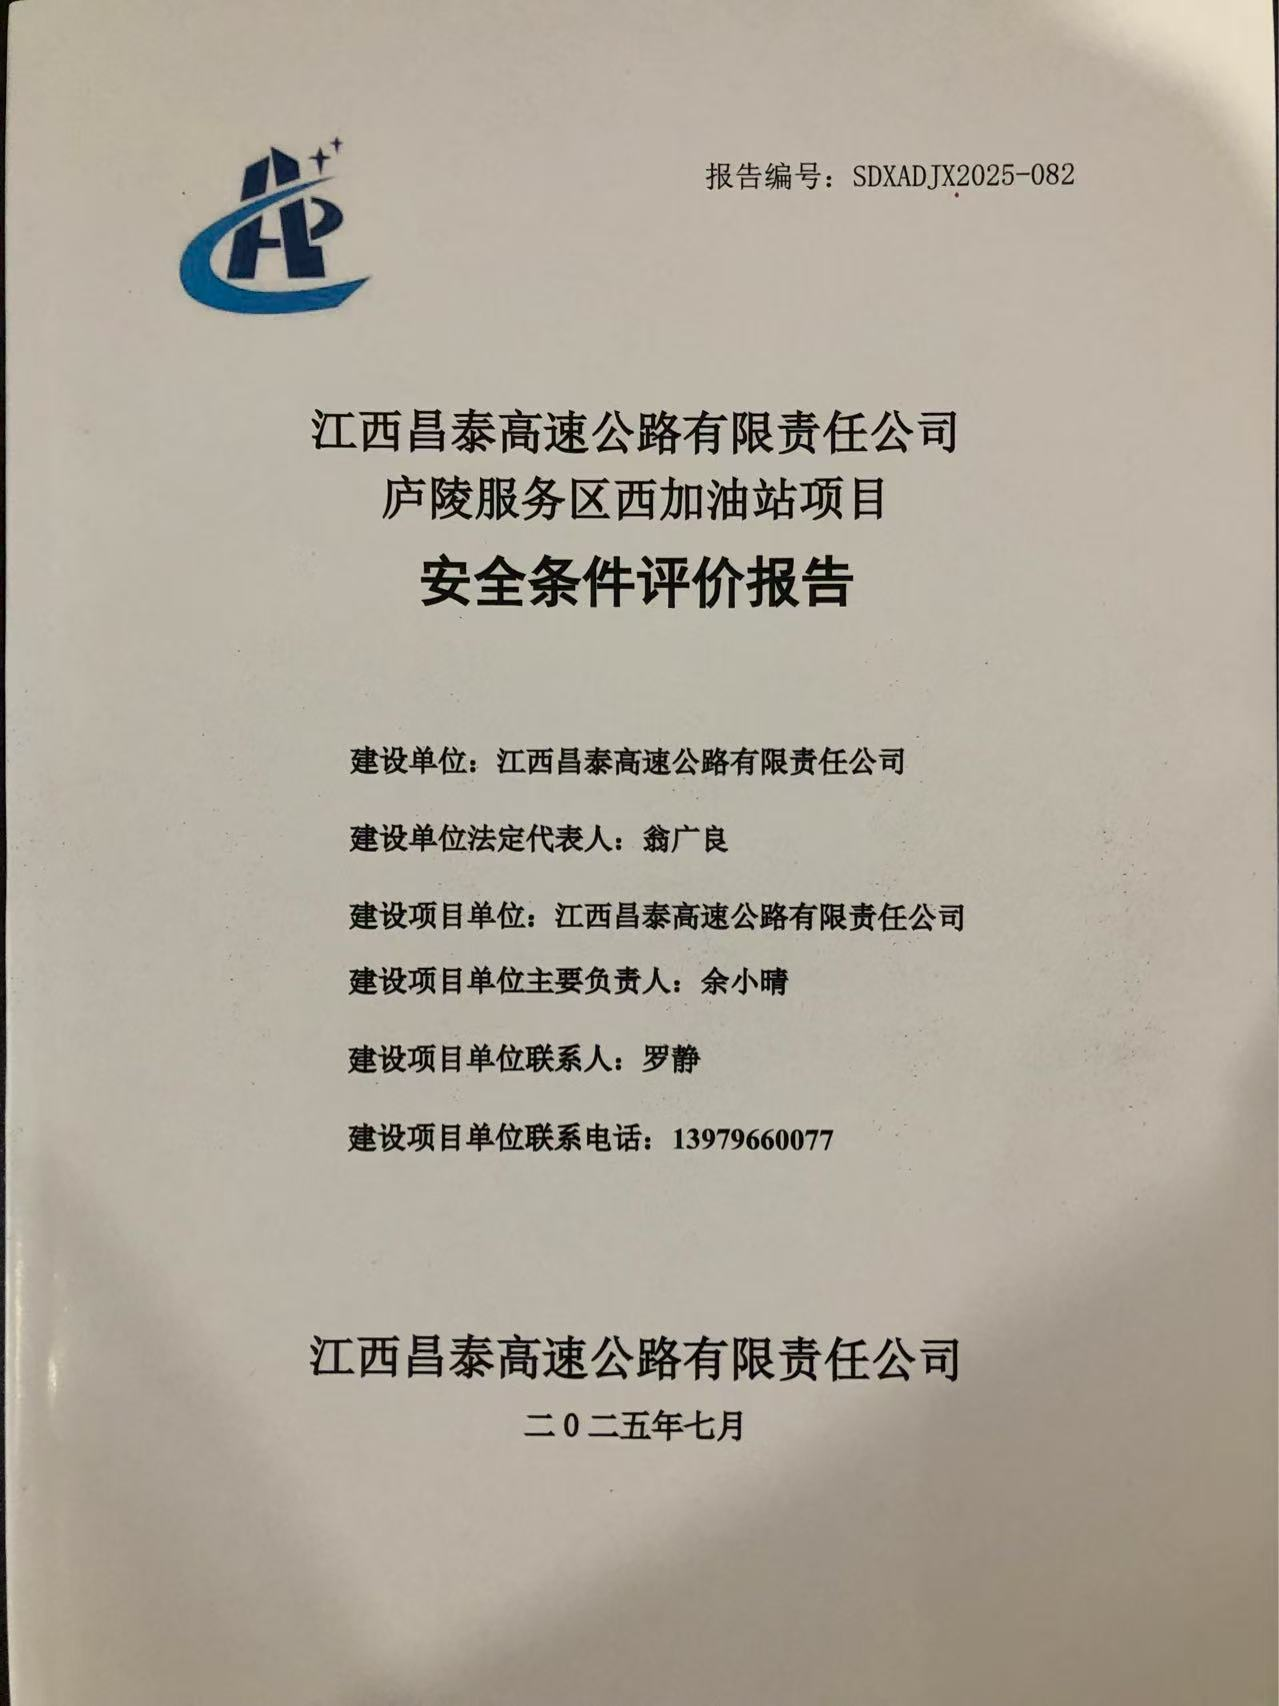 报告编号：SDXADJX2025-082
江西昌泰高速公路有限责任公司
庐陵服务区西加油站项目
安全条件评价报告
建设单位：江西昌泰高速公路有限责任公司
建设单位法定代表人：翁广良
建设项目单位：江西昌泰高速公路有限责任公司
建设项目单位主要负责人：余小晴
建设项目单位联系人：罗静
建设项目单位联系电话：13979660077
江西昌泰高速公路有限责任公司
二0二五年七月